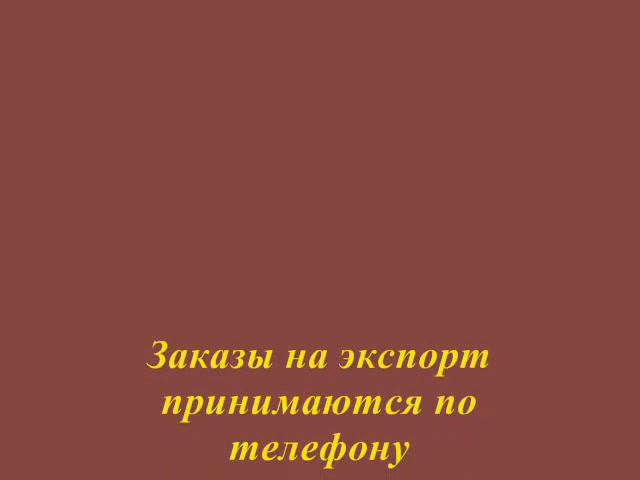 Заказы на экспорт
принимаются по
телефону